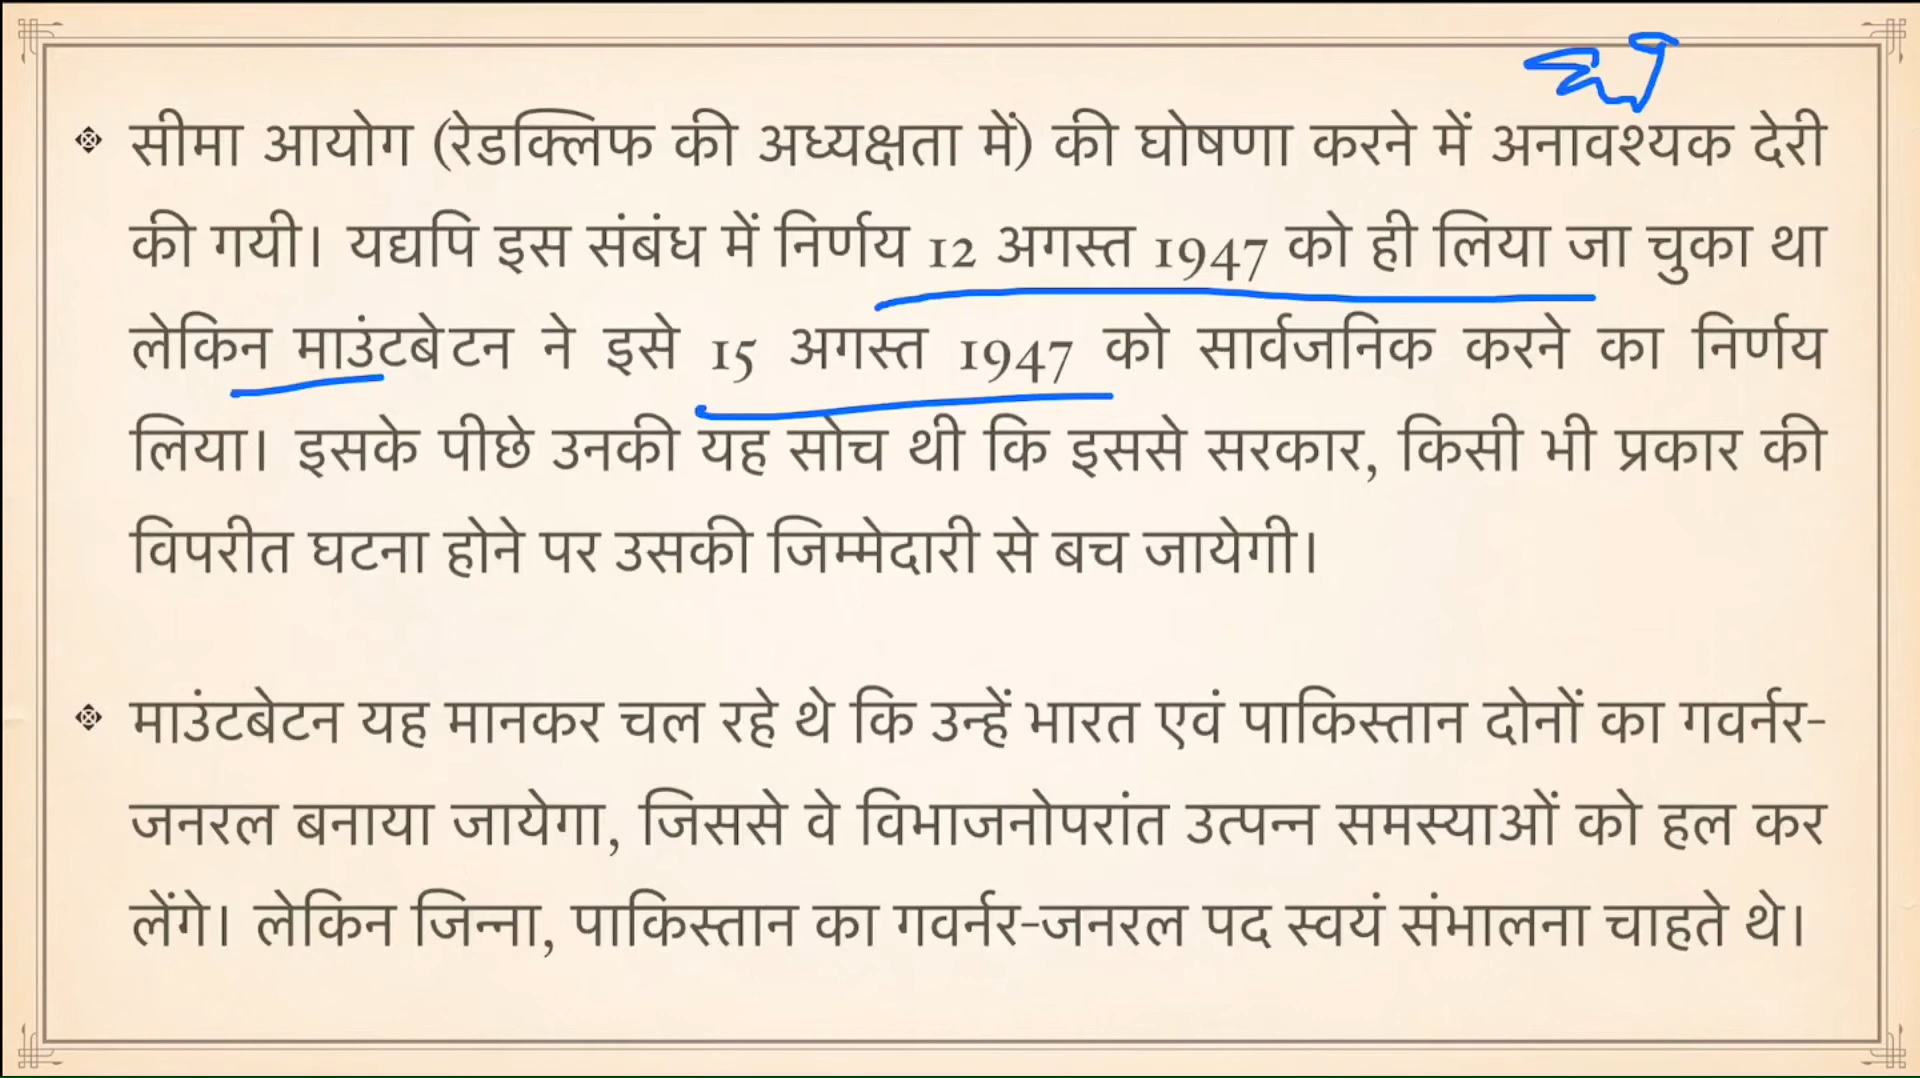 सीमा आयोग (रेडक्लिफ की अध्यक्षता में) की घोषणा करने में अनावश्यक देरी
की गयी। यद्यपि इस संबंध में निर्णय 12 अगस्त 1947 को ही लिया जा चुका था
लेकिन माउंटबेटन ने इसे 15 अगस्त 1947 को सार्वजनिक करने का निर्णय
लिया। इसके पीछे उनकी यह सोच थी कि इससे सरकार, किसी भी प्रकार की
विपरीत घटना होने पर उसकी जिम्मेदारी से बच जायेगी।
माउंटबेटन यह मानकर चल रहे थे कि उन्हें भारत एवं पाकिस्तान दोनों का गवर्नर-
जनरल बनाया जायेगा, जिससे वे विभाजनोपरांत उत्पन्न समस्याओं को हल कर
लेंगे। लेकिन जिन्ना, पाकिस्तान का गवर्नर-जनरल पद स्वयं संभालना चाहते थे।